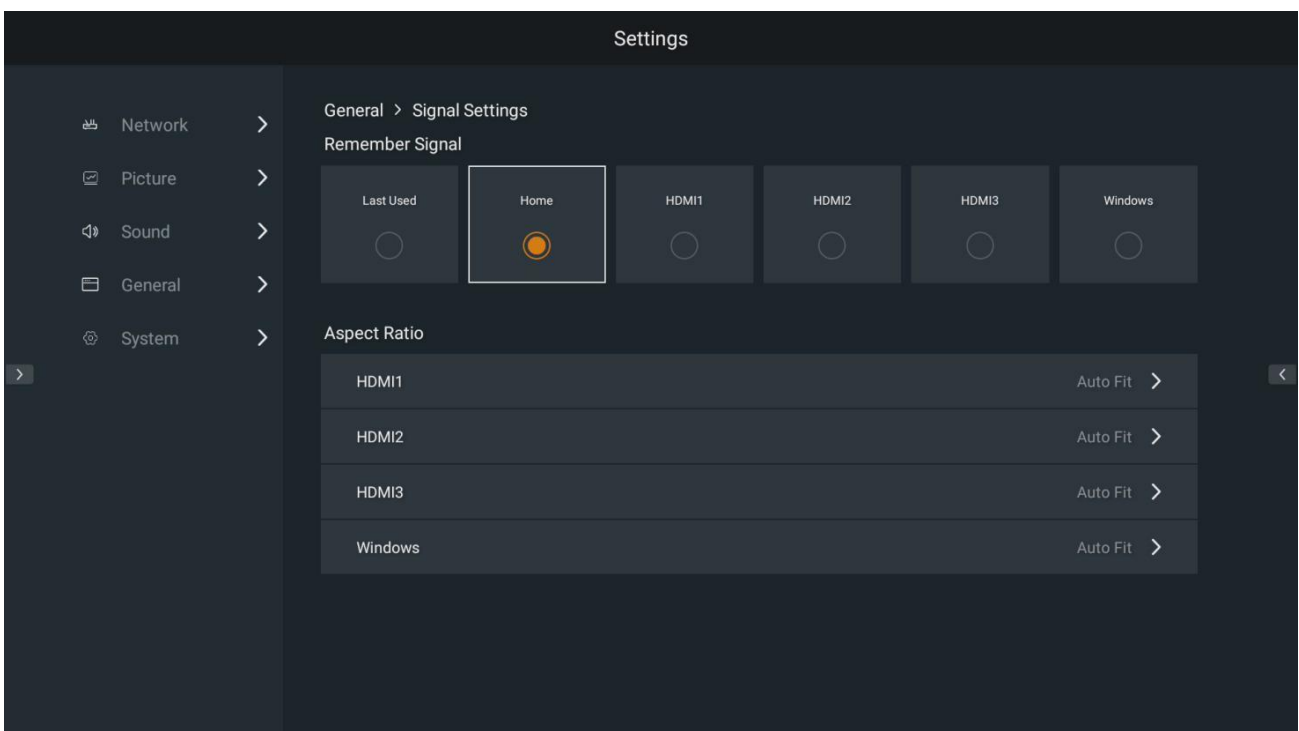 Settings
Network
Picture
Sound
General
System
General > Signal Settings
Remember Signal
Last Used
Home
HDMI1
HDMI2
HDMI3
Windows
Aspect Ratio
HDMI1 Auto Fit
HDMI2 Auto Fit
HDMI3 Auto Fit
Windows Auto Fit